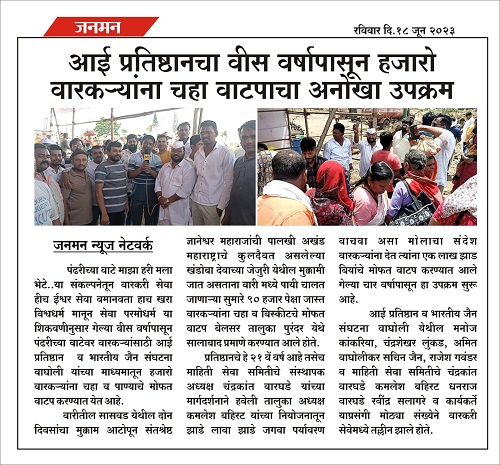 जनमन
रविवार दि.१८ जून २०२३
आई प्रतिष्ठानचा वीस वर्षापासून हजारो
वारकऱ्यांना चहा वाटपाचा अनोखा उपक्रम
जनमन न्यूज नेटवर्क
पंढरीच्या वाटे माझा हरी मला
भेटे..या संकल्पनेतून वारकरी सेवा
हीच ईश्वर सेवा वमानवता हाच खरा
विश्वधर्म मानून सेवा परमोधर्म या
शिकवणीनुसार गेल्या वीस वर्षापासून
पंढरीच्या वाटेवर वारकऱ्यांसाठी आई
प्रतिष्ठान व भारतीय जैन संघटना
वाघोली यांच्या माध्यमातून हजारो
वारकऱ्यांना चहा व पाण्याचे मोफत
वाटप करण्यात येत आहे.
वारीतील सासवड येथील दोन
दिवसांचा मुक्काम आटोपून संतश्रेष्ठ
ज्ञानेश्वर महाराजांची पालखी अखंड
महाराष्ट्राचे कुलदैवत असलेल्या
खंडोबा देवाच्या जेजुरी येथील मुक्कामी
जात असताना वारी मध्ये पायी चालत
जाणाऱ्या सुमारे ९० हजार पेक्षा जास्त
वारकऱ्यांना चहा व बिस्कीटचे मोफत
वाटप बेलसर तालुका पुरंदर येथे
सालाबाद प्रमाणे करण्यात आले होते.
प्रतिष्ठानचे हे २१ वें वर्ष आहे तसेच
माहिती सेवा समितीचे संस्थापक
अध्यक्ष चंद्रकांत वारघडे यांच्या
मार्गदर्शनाने हवेली तालुका अध्यक्ष
कमलेश बहिरट यांच्या नियोजनातून
झाडे लावा झाडे जगवा पर्यावरण
वाचवा असा मोलाचा संदेश
वारकऱ्यांना देत त्यांना एक लाख झाड
बियांचे मोफत वाटप करण्यात आले
गेल्या चार वर्षापासून हा उपक्रम सुरू
आहे.
आई प्रतिष्ठान व भारतीय जैन
संघटना वाघोली येथील मनोज
कांकरिया, चंद्रशेखर लुंकड, अमित
वाघोलीकर सचिन जैन, राजेश गवंडर
व माहिती सेवा समितीचे चंद्रकांत
वारघडे कमलेश बहिरट धनराज
वारघडे रवींद्र सलागरे व कार्यकर्ते
याप्रसंगी मोठ्या संख्येने वारकरी
सेवेमध्ये तल्लीन झाले होते.